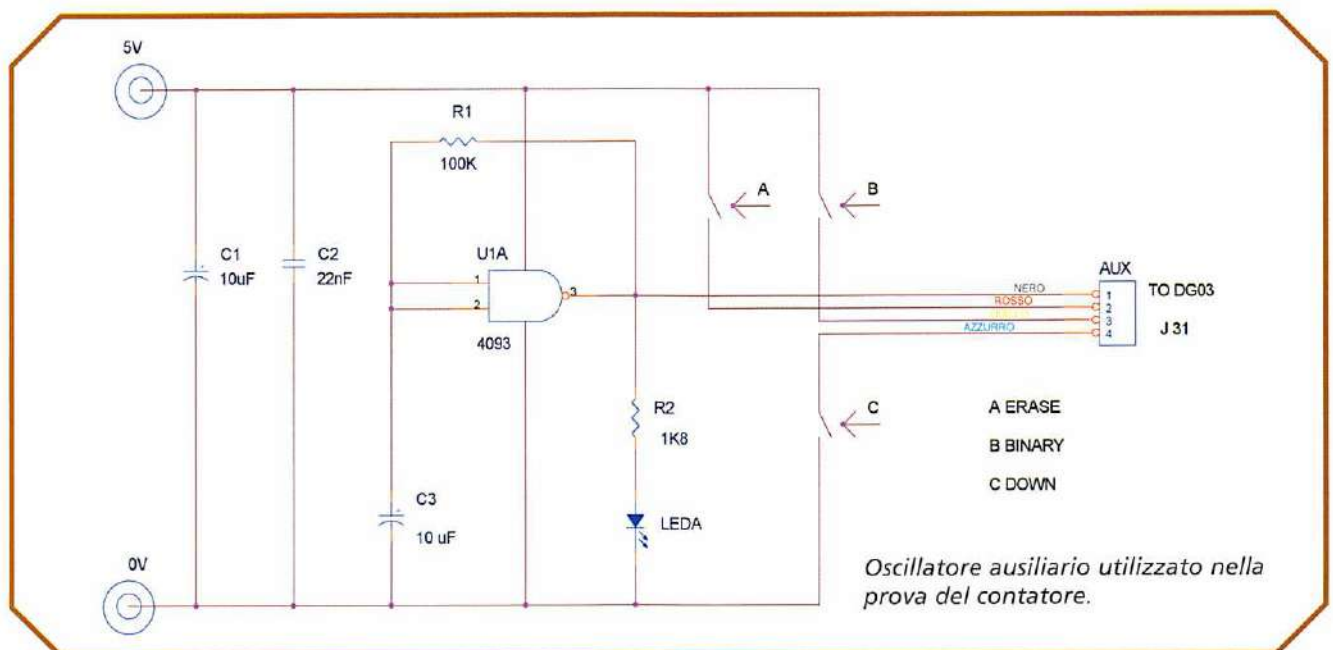 5V
R1
100K
A
B
C1
10uF
C2
22nF
U1A
1
2
3
4093
NERO
ROSSO
AZZURRO
AUX
1
2
3
4
TO DG03
J 31
R2
1K8
C
A ERASE
B BINARY
C DOWN
C3
10 uF
LEDA
0V
Oscillatore ausiliario utilizzato nella
prova del contatore.